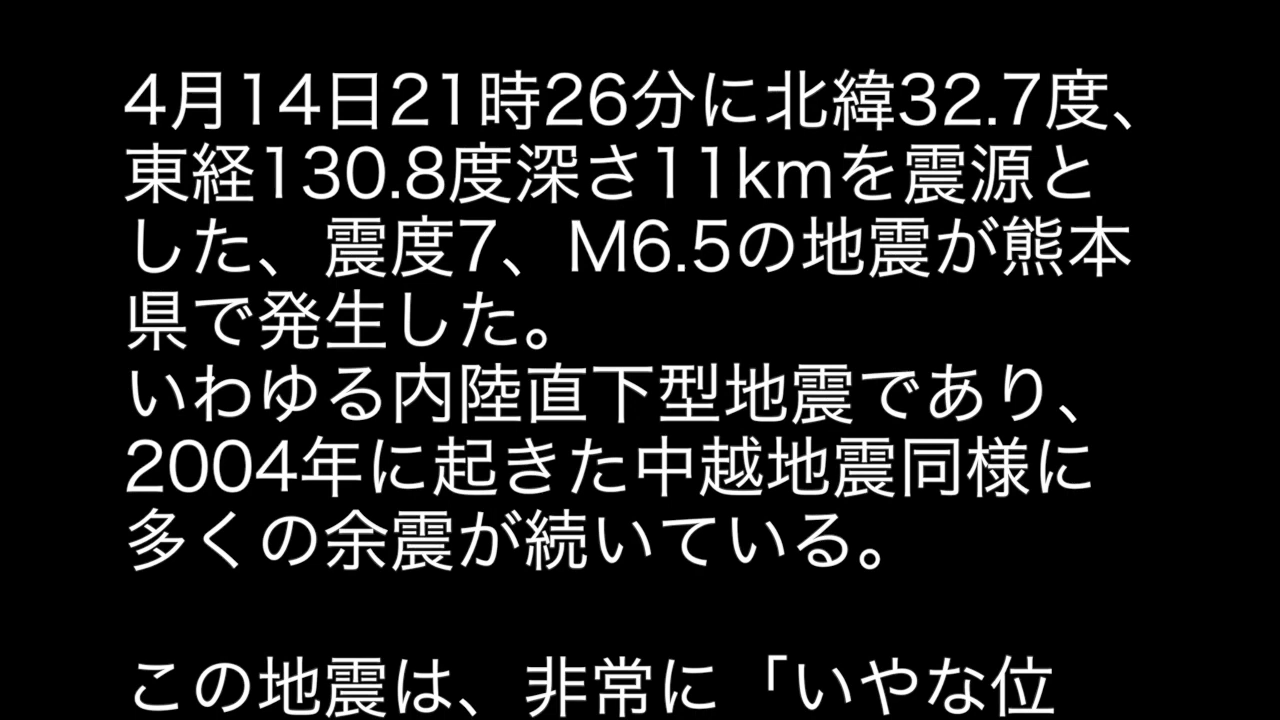 4月14日21時26分に北緯32.7度、
東経130.8度深さ11kmを震源と
した、震度7、M6.5の地震が熊本
県で発生した。
いわゆる内陸直下型地震であり、
2004年に起きた中越地震同様に
多くの余震が続いている。
この地震は、非常に「いやな位